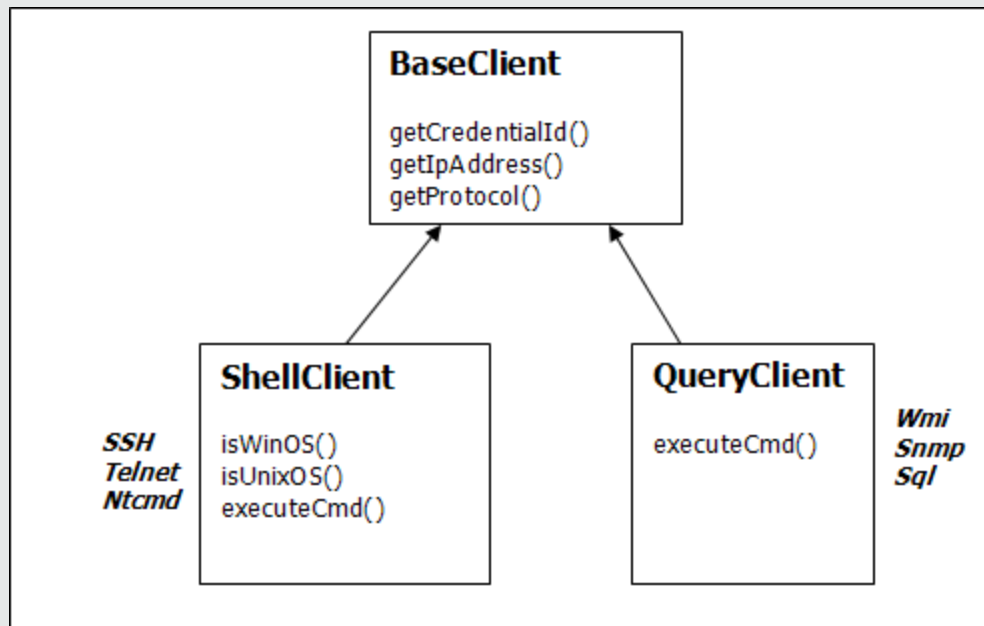 BaseClient
getCredentialId()
getIpAddress()
getProtocol()
ShellClient
isWinOS()
isUnixOS()
executeCmd()
SSH
Telnet
Ntcmd
QueryClient
executeCmd()
Wmi
Snmp
Sql